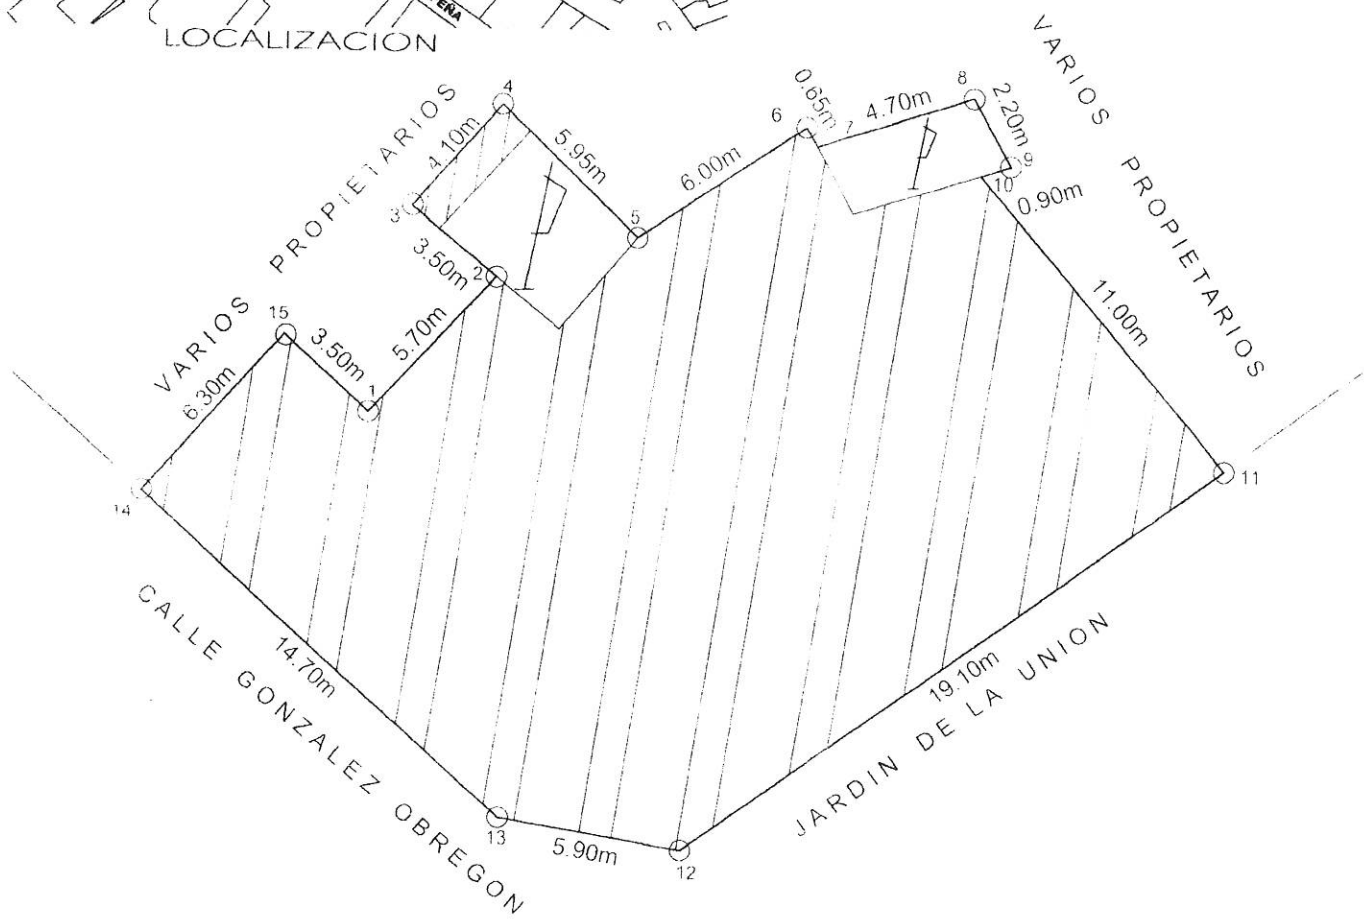 LOCALIZACION
VARIOS PROPIETARIOS
VARIOS PROPIETARIOS
4
4.10m
5.95m
3
3.50m
2
5
6.00m
6
0.65m
7
4.70m
8
2.20m
9
10
0.90m
11.00m
15
3.50m
1
5.70m
6.30m
14
11
14.70m
CALLE GONZALEZ OBREGON
13
5.90m
12
19.10m
JARDIN DE LA UNION